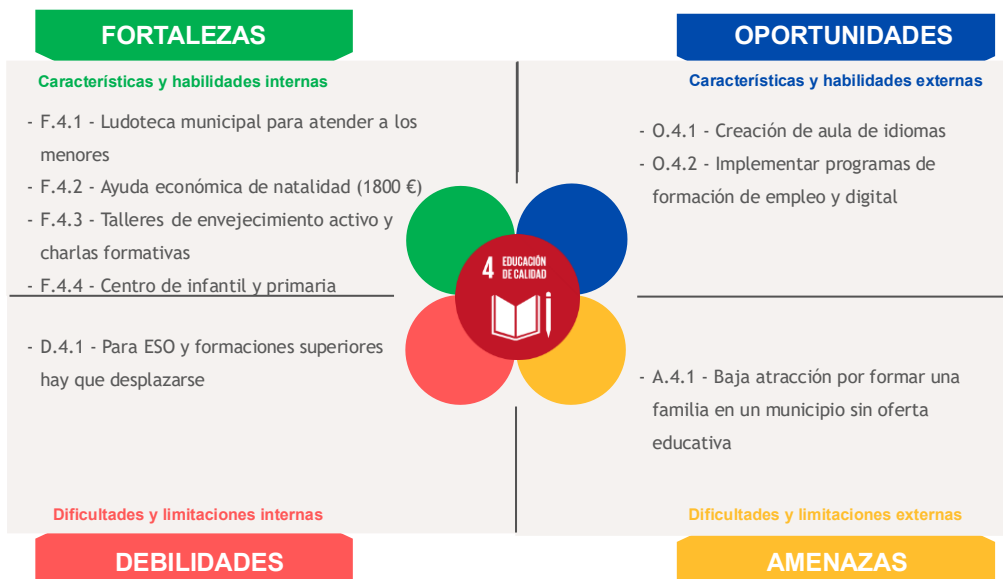 FORTALEZAS
Características y habilidades internas
- F.4.1 - Ludoteca municipal para atender a los
menores
- F.4.2 - Ayuda económica de natalidad (1800 €)
- F.4.3 - Talleres de envejecimiento activo y
charlas formativas
- F.4.4 - Centro de infantil y primaria
OPORTUNIDADES
Características y habilidades externas
- O.4.1 - Creación de aula de idiomas
- O.4.2 - Implementar programas de
formación de empleo y digital
4 EDUCACIÓN
DE CALIDAD
- D.4.1 - Para ESO y formaciones superiores
hay que desplazarse
Dificultades y limitaciones internas
DEBILIDADES
- A.4.1 - Baja atracción por formar una
familia en un municipio sin oferta
educativa
Dificultades y limitaciones externas
AMENAZAS